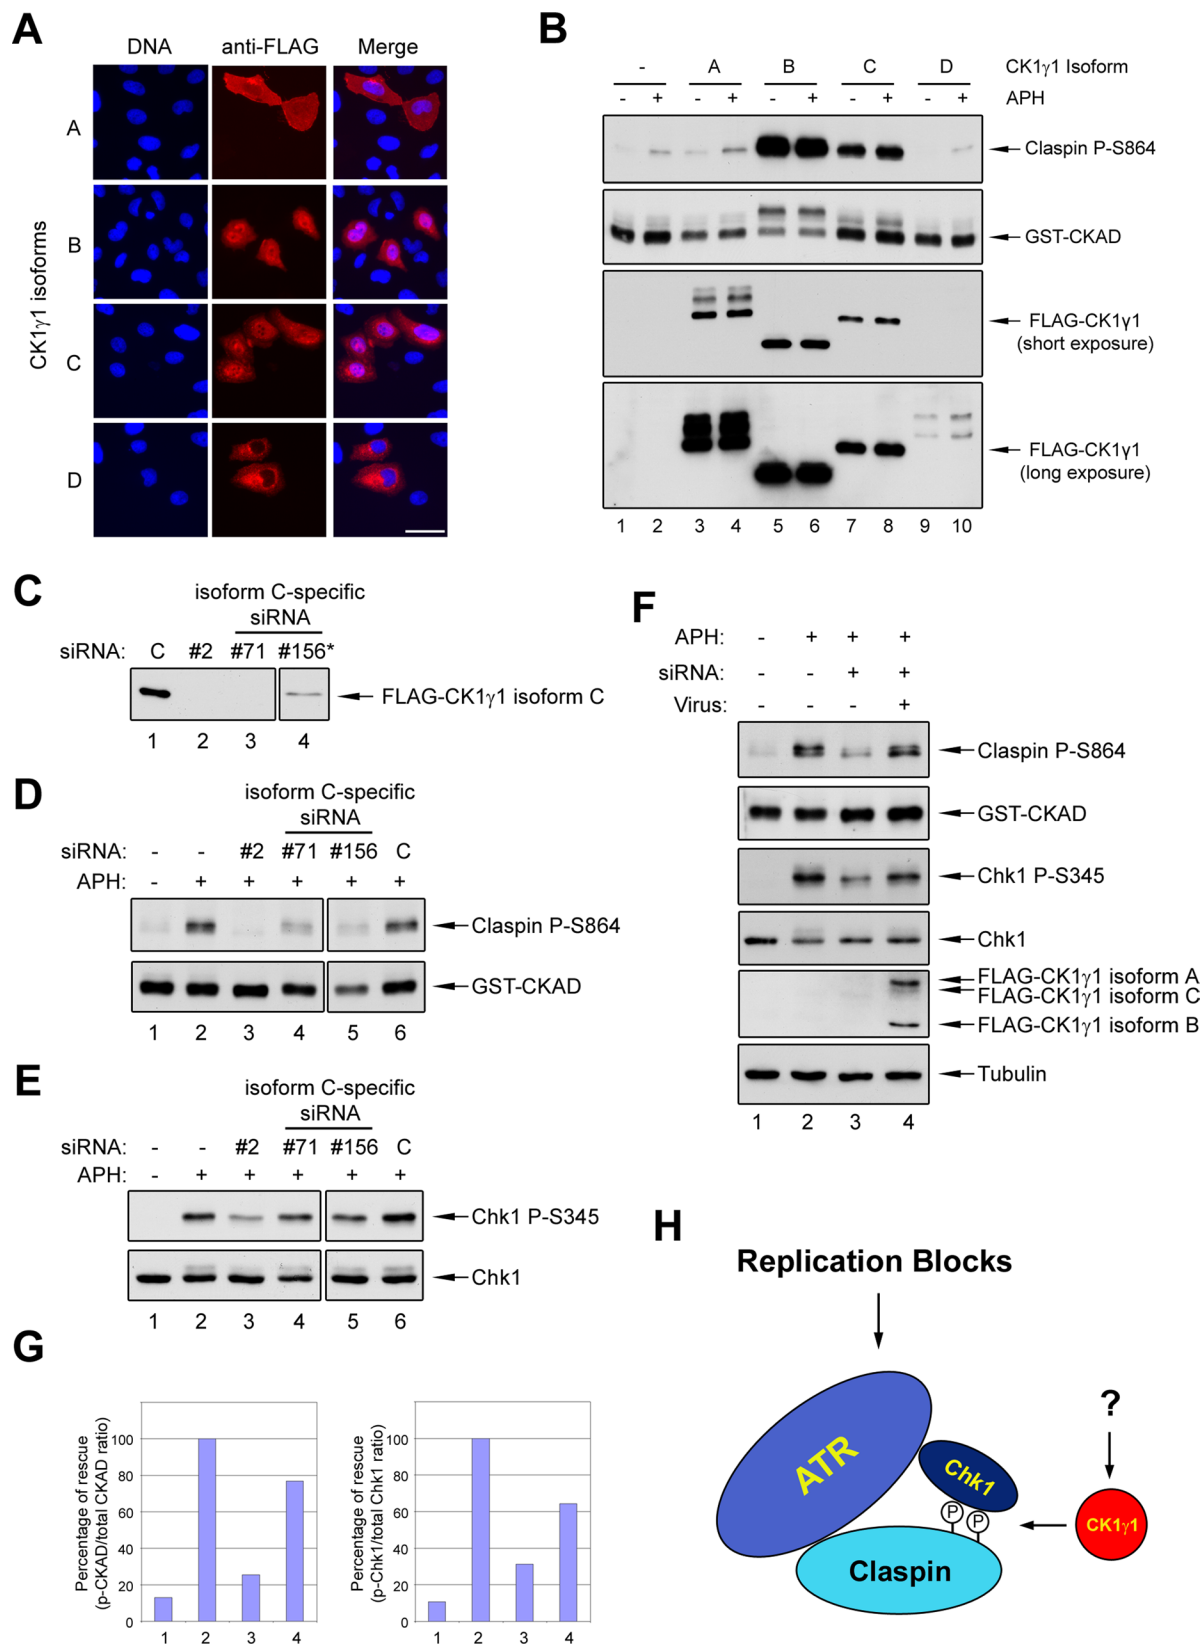 A
DNA anti-FLAG Merge
CK1γ1 isoforms
A
B
C
D
B
- A B C D CK1γ1 Isoform
- + - + - + - + - + APH
Claspin P-S864
GST-CKAD
FLAG-CK1γ1
(short exposure)
FLAG-CK1γ1
(long exposure)
1 2 3 4 5 6 7 8 9 10
C
isoform C-specific
siRNA
siRNA: C #2 #71 #156*
FLAG-CK1γ1 isoform C
1 2 3 4
D
isoform C-specific
siRNA
siRNA: - - #2 #71 #156 C
APH: - + + + + +
Claspin P-S864
GST-CKAD
1 2 3 4 5 6
E
isoform C-specific
siRNA
siRNA: - - #2 #71 #156 C
APH: - + + + + +
Chk1 P-S345
Chk1
1 2 3 4 5 6
F
APH: - + + +
siRNA: - - + +
Virus: - - - +
Claspin P-S864
GST-CKAD
Chk1 P-S345
Chk1
FLAG-CK1γ1 isoform A
FLAG-CK1γ1 isoform C
FLAG-CK1γ1 isoform B
Tubulin
1 2 3 4
G
Percentage of rescue
(p-CKAD/total CKAD ratio)
100
80
60
40
20
0
1 2 3 4
Percentage of rescue
(p-Chk1/total Chk1 ratio)
100
80
60
40
20
0
1 2 3 4
H
Replication Blocks
ATR
Chk1
P P
Claspin
?
CK1γ1